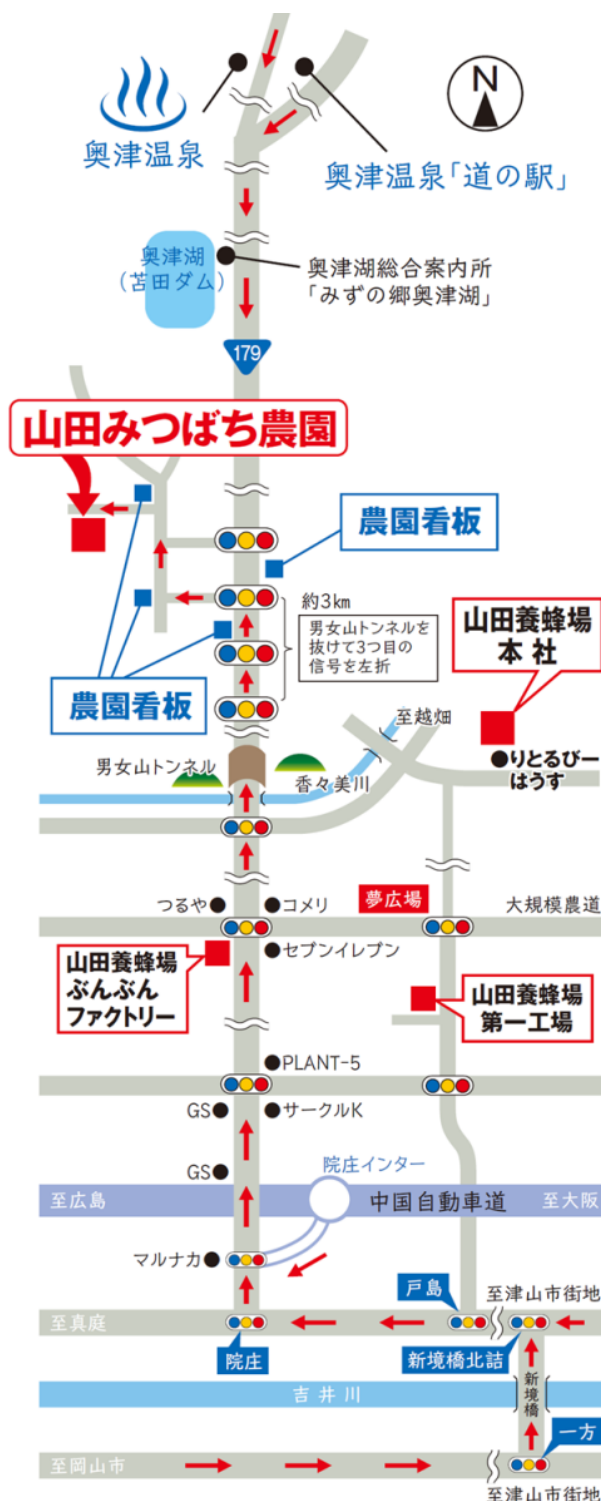 N
奥津温泉
奥津温泉「道の駅」
奥津湖
(苫田ダム)
奥津湖総合案内所
「みずの郷奥津湖」
179
山田みつばち農園
農園看板
約3km
男女山トンネルを
抜けて3つ目の
信号を左折
農園看板
山田養蜂場
本社
至越畑
りとるびー
はうす
男女山トンネル
香々美川
つるや
コメリ
夢広場
大規模農道
セブンイレブン
山田養蜂場
ぶんぶん
ファクトリー
山田養蜂場
第一工場
PLANT-5
GS
サークルK
GS
院庄インター
至広島
中国自動車道
至大阪
マルナカ
戸島
至津山市街地
至真庭
院庄
新境橋北詰
吉井川
新境橋
一方
至岡山市
至津山市街地